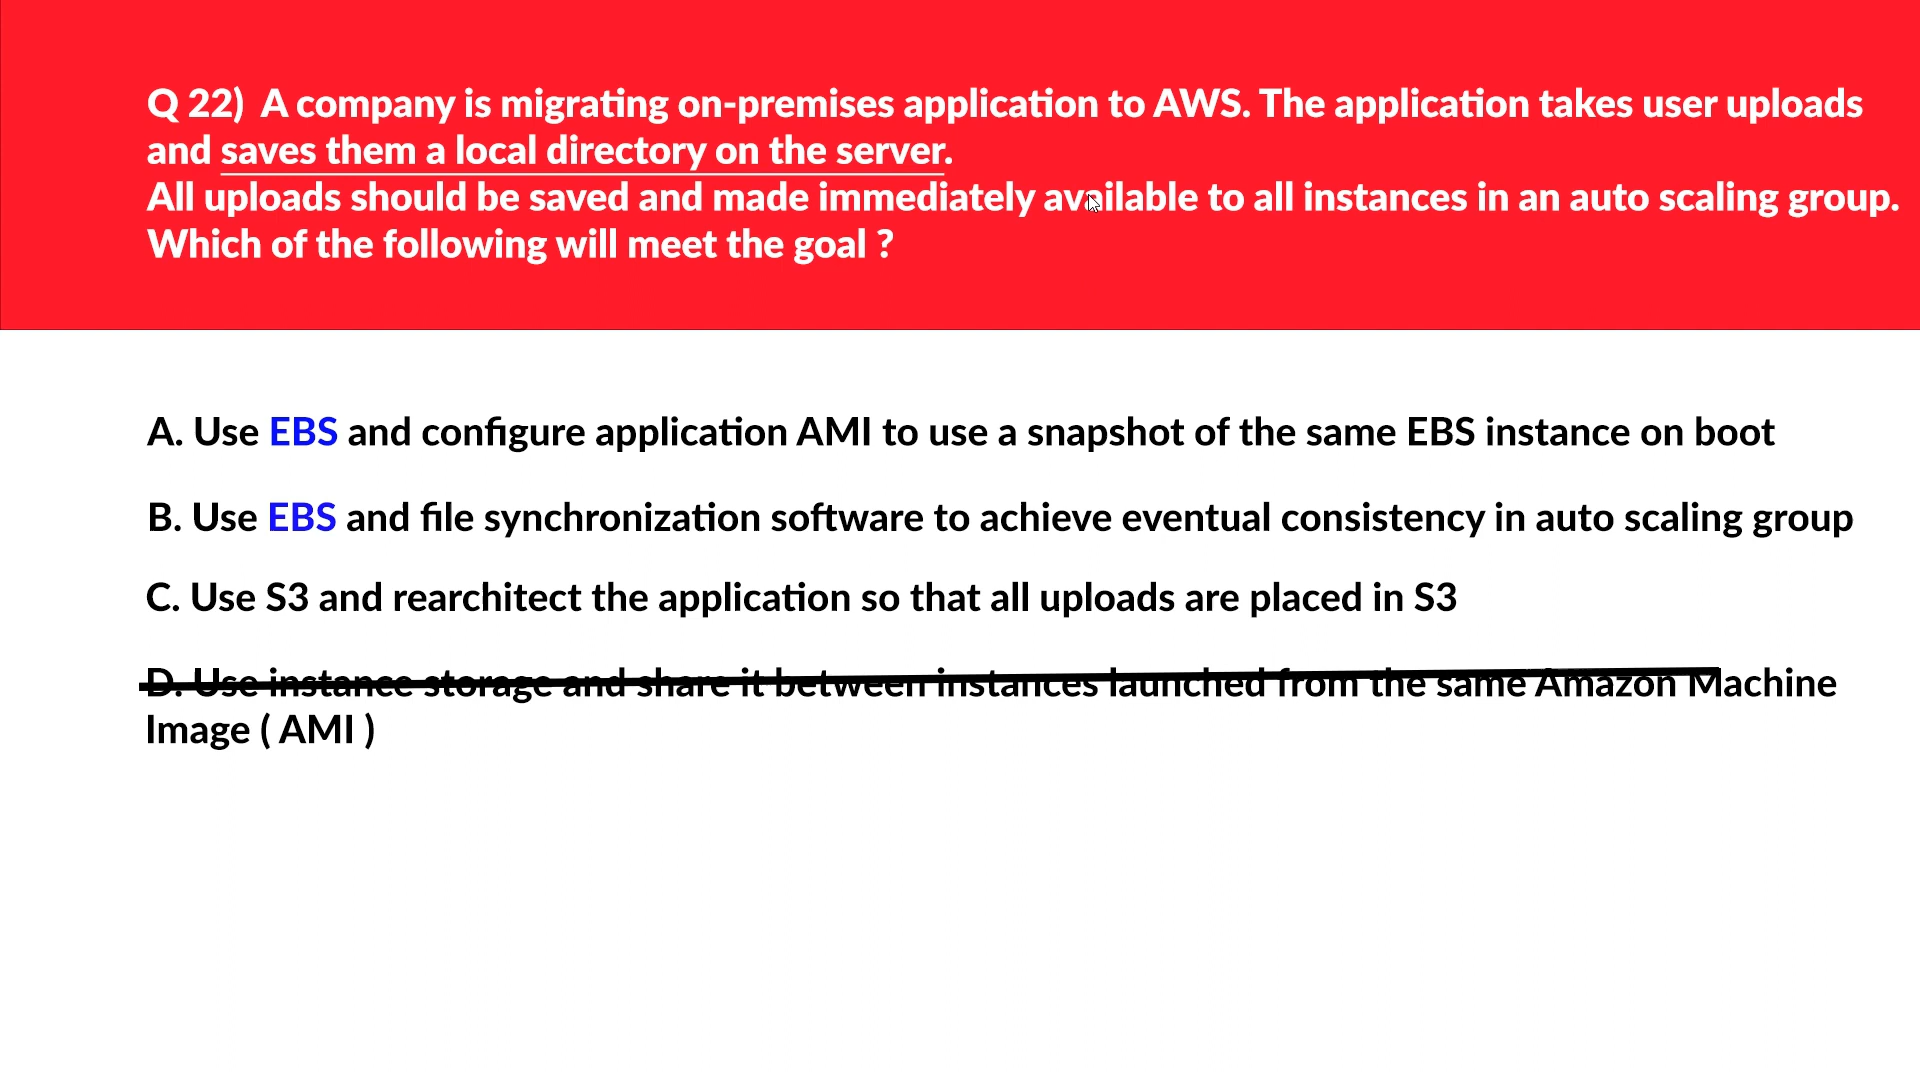 Q 22)  A company is migrating on-premises application to AWS. The application takes user uploads
and saves them a local directory on the server.
All uploads should be saved and made immediately available to all instances in an auto scaling group.
Which of the following will meet the goal ?
A. Use EBS and configure application AMI to use a snapshot of the same EBS instance on boot
B. Use EBS and file synchronization software to achieve eventual consistency in auto scaling group
C. Use S3 and rearchitect the application so that all uploads are placed in S3
D. Use instance storage and share it between instances launched from the same Amazon Machine
Image ( AMI )